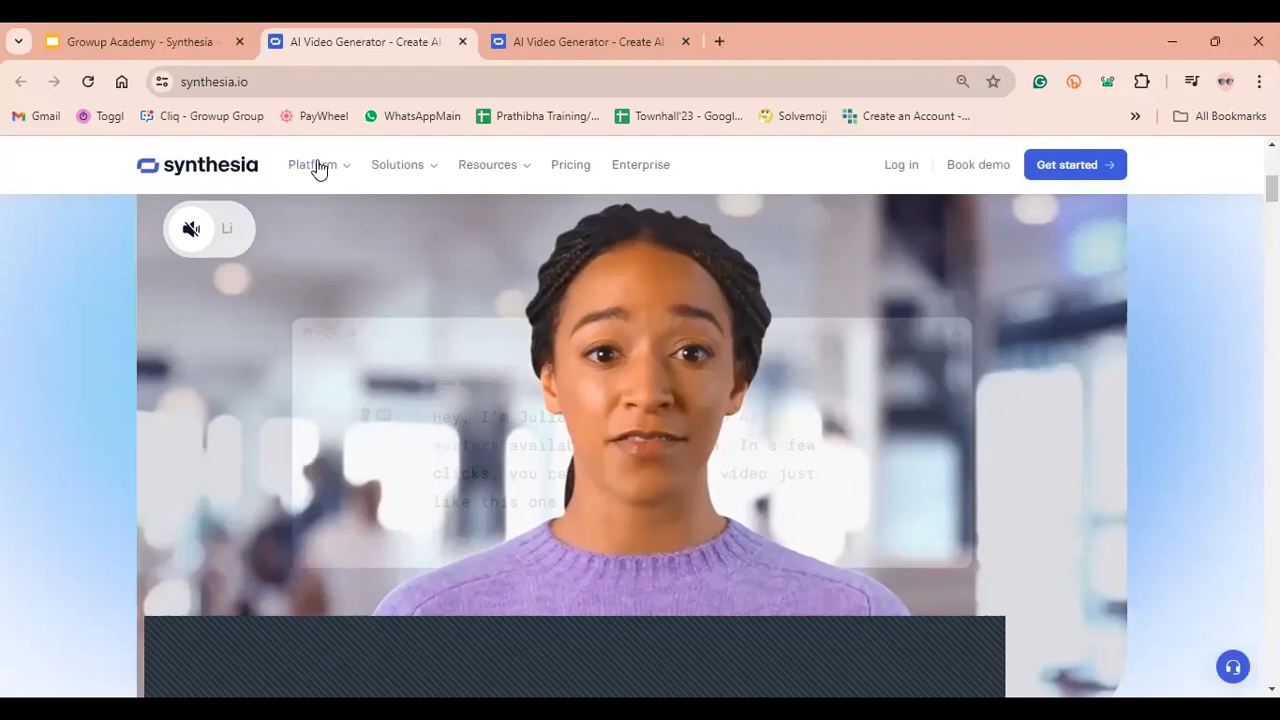 Growup Academy - Synthesia -
AI Video Generator - Create AI
AI Video Generator - Create AI
synthesia.io
Gmail
Toggl
Cliq - Growup Group
PayWheel
WhatsAppMain
Prathibha Training/...
Townhall'23 - Googl...
Solvemoji
Create an Account -...
All Bookmarks
synthesia
Platform
Solutions
Resources
Pricing
Enterprise
Log in
Book demo
Get started
Li
Hey, I'm Julia
availab
. In a few
clicks, you ca
video just
like this one